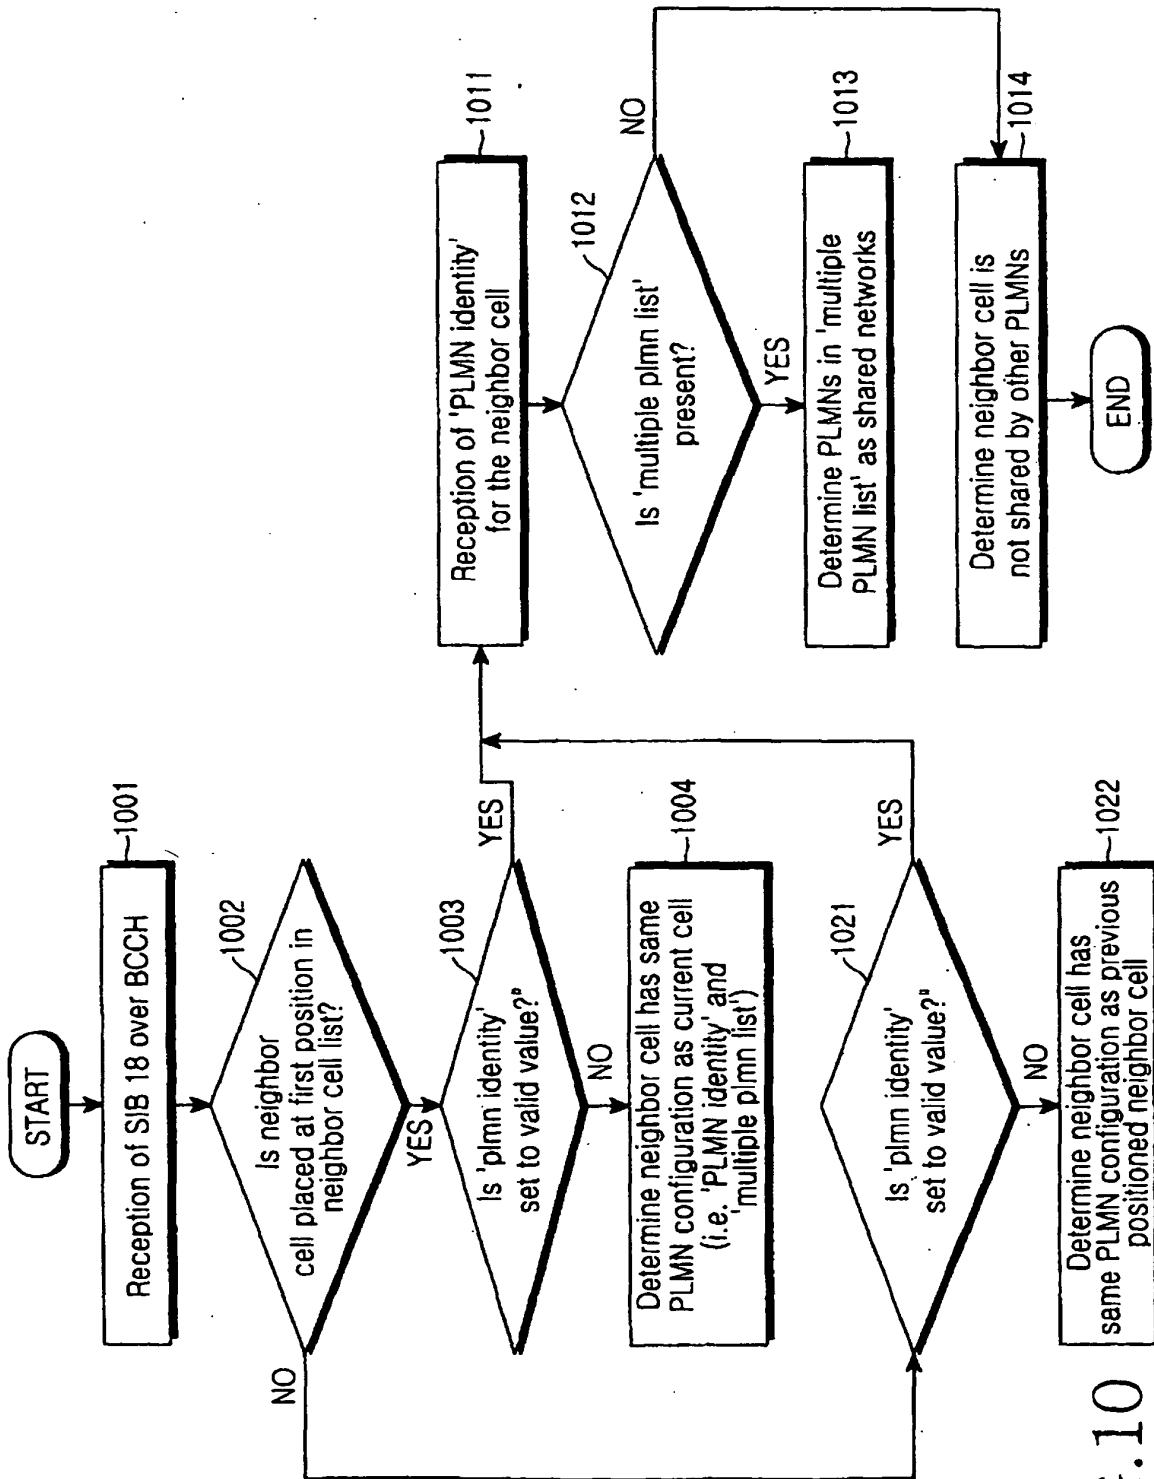 START
Reception of SIB 18 over BCCH
1001
Is neighbor
cell placed at first position in
neighbor cell list?
1002
NO
YES
Is 'plmn identity'
set to valid value?"
1003
YES
NO
Determine neighbor cell has same
PLMN configuration as current cell
(i.e. 'PLMN identity' and
'multiple plmn list')
1004
Is 'plmn identity'
set to valid value?"
1021
YES
NO
Determine neighbor cell has
same PLMN configuration as previous
positioned neighbor cell
1022
Reception of 'PLMN identity'
for the neighbor cell
1011
Is 'multiple plmn list'
present?
1012
NO
YES
Determine PLMNs in 'multiple
PLMN list' as shared networks
1013
Determine neighbor cell is
not shared by other PLMNs
1014
END
.10